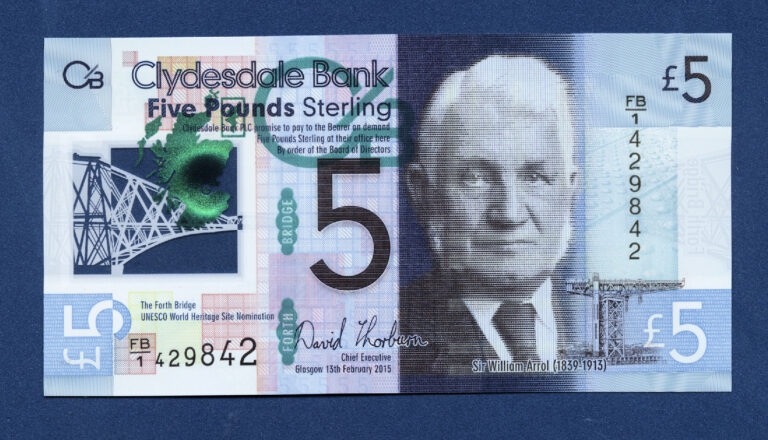 CB
Clydesdale Bank
Five Pounds Sterling
Clydesdale Bank PLC promise to pay to the Bearer on demand
Five Pounds Sterling at their office here
By order of the Board of Directors
£5
FB
1
429842
5
BRIDGE
FORTH
The Forth Bridge
UNESCO World Heritage Site Nomination
£5
FB
1 429842
David Thorburn
Chief Executive
Glasgow 13th February 2015
Sir William Arrol (1839-1913)
£5